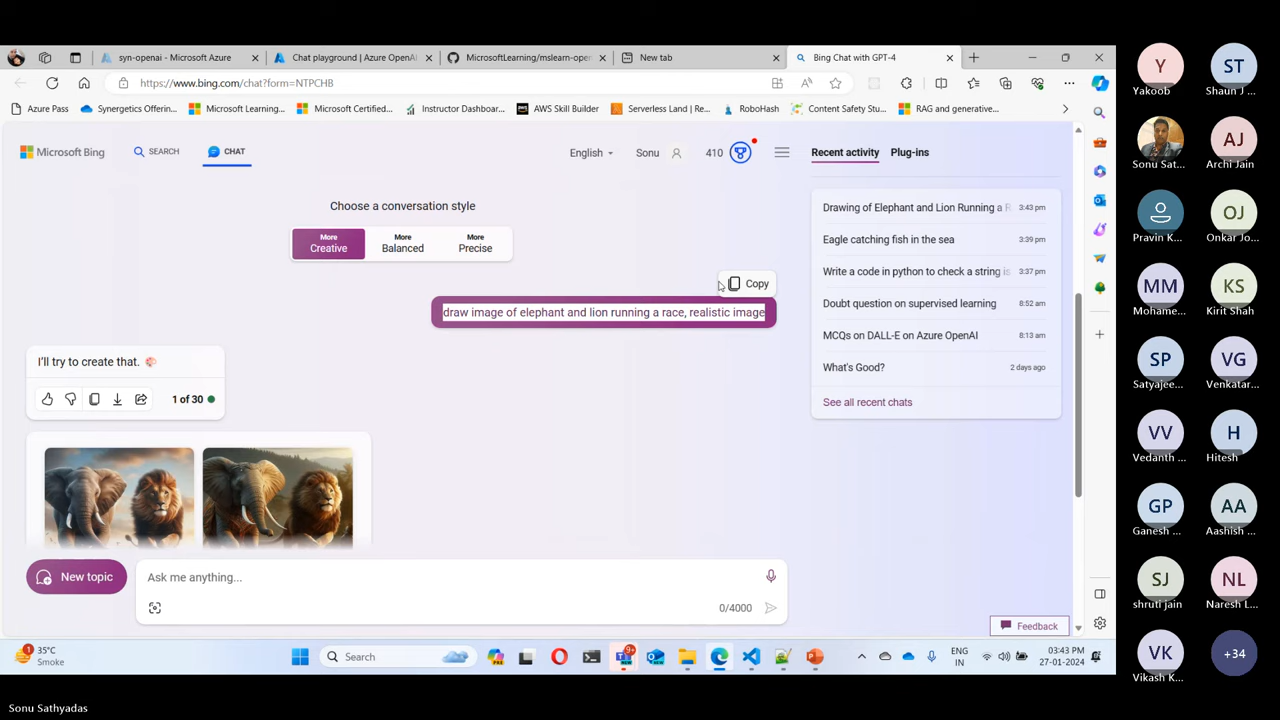 syn-openai - Microsoft Azure
Chat playground | Azure OpenAI
MicrosoftLearning/mslearn-open
New tab
Bing Chat with GPT-4
https://www.bing.com/chat?form=NTPCHB
Azure Pass
Synergetics Offerin...
Microsoft Learning...
Microsoft Certified...
Instructor Dashboar...
AWS Skill Builder
Serverless Land | Re...
RoboHash
Content Safety Stu...
RAG and generative...
Microsoft Bing
SEARCH
CHAT
English
Sonu
410
Recent activity
Plug-ins
Choose a conversation style
More
Creative
More
Balanced
More
Precise
Copy
draw image of elephant and lion running a race, realistic image
I'll try to create that.
1 of 30
Drawing of Elephant and Lion Running a R
3:43 pm
Eagle catching fish in the sea
3:39 pm
Write a code in python to check a string is
3:37 pm
Doubt question on supervised learning
8:52 am
MCQs on DALL-E on Azure OpenAI
8:13 am
What's Good?
2 days ago
See all recent chats
New topic
Ask me anything...
0/4000
Feedback
1
35°C
Smoke
Search
PRE
NEW
9+
ENG
IN
03:43 PM
27-01-2024
Y
Yakoob
ST
Shaun J ...
Sonu Sat...
AJ
Archi Jain
Pravin K...
OJ
Onkar Jo...
MM
Mohame...
KS
Kirit Shah
SP
Satyajee...
VG
Venkatar...
VV
Vedanth ...
H
Hitesh
GP
Ganesh ...
AA
Aashish ...
SJ
shruti jain
NL
Naresh L...
VK
Vikash K...
+34
Sonu Sathyadas